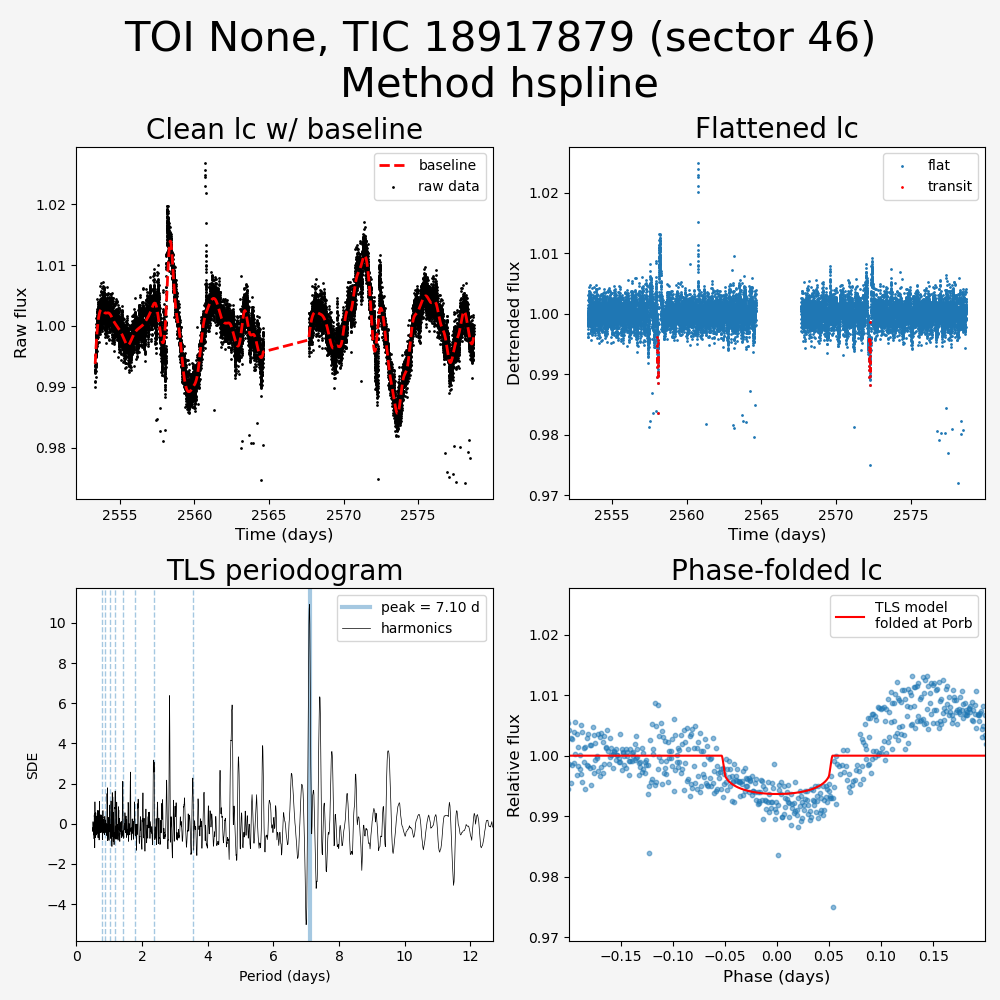 TOI None, TIC 18917879 (sector 46)
Method hspline
Clean lc w/ baseline
Raw flux
1.02
1.01
1.00
0.99
0.98
baseline
raw data
2555
2560
2565
2570
2575
Time (days)
Flattened lc
Detrended flux
1.02
1.01
1.00
0.99
0.98
0.97
flat
transit
2555
2560
2565
2570
2575
Time (days)
TLS periodogram
SDE
10
8
6
4
2
0
−2
−4
peak = 7.10 d
harmonics
0
2
4
6
8
10
12
Period (days)
Phase-folded lc
Relative flux
1.02
1.01
1.00
0.99
0.98
0.97
TLS model
folded at Porb
−0.15
−0.10
−0.05
0.00
0.05
0.10
0.15
Phase (days)